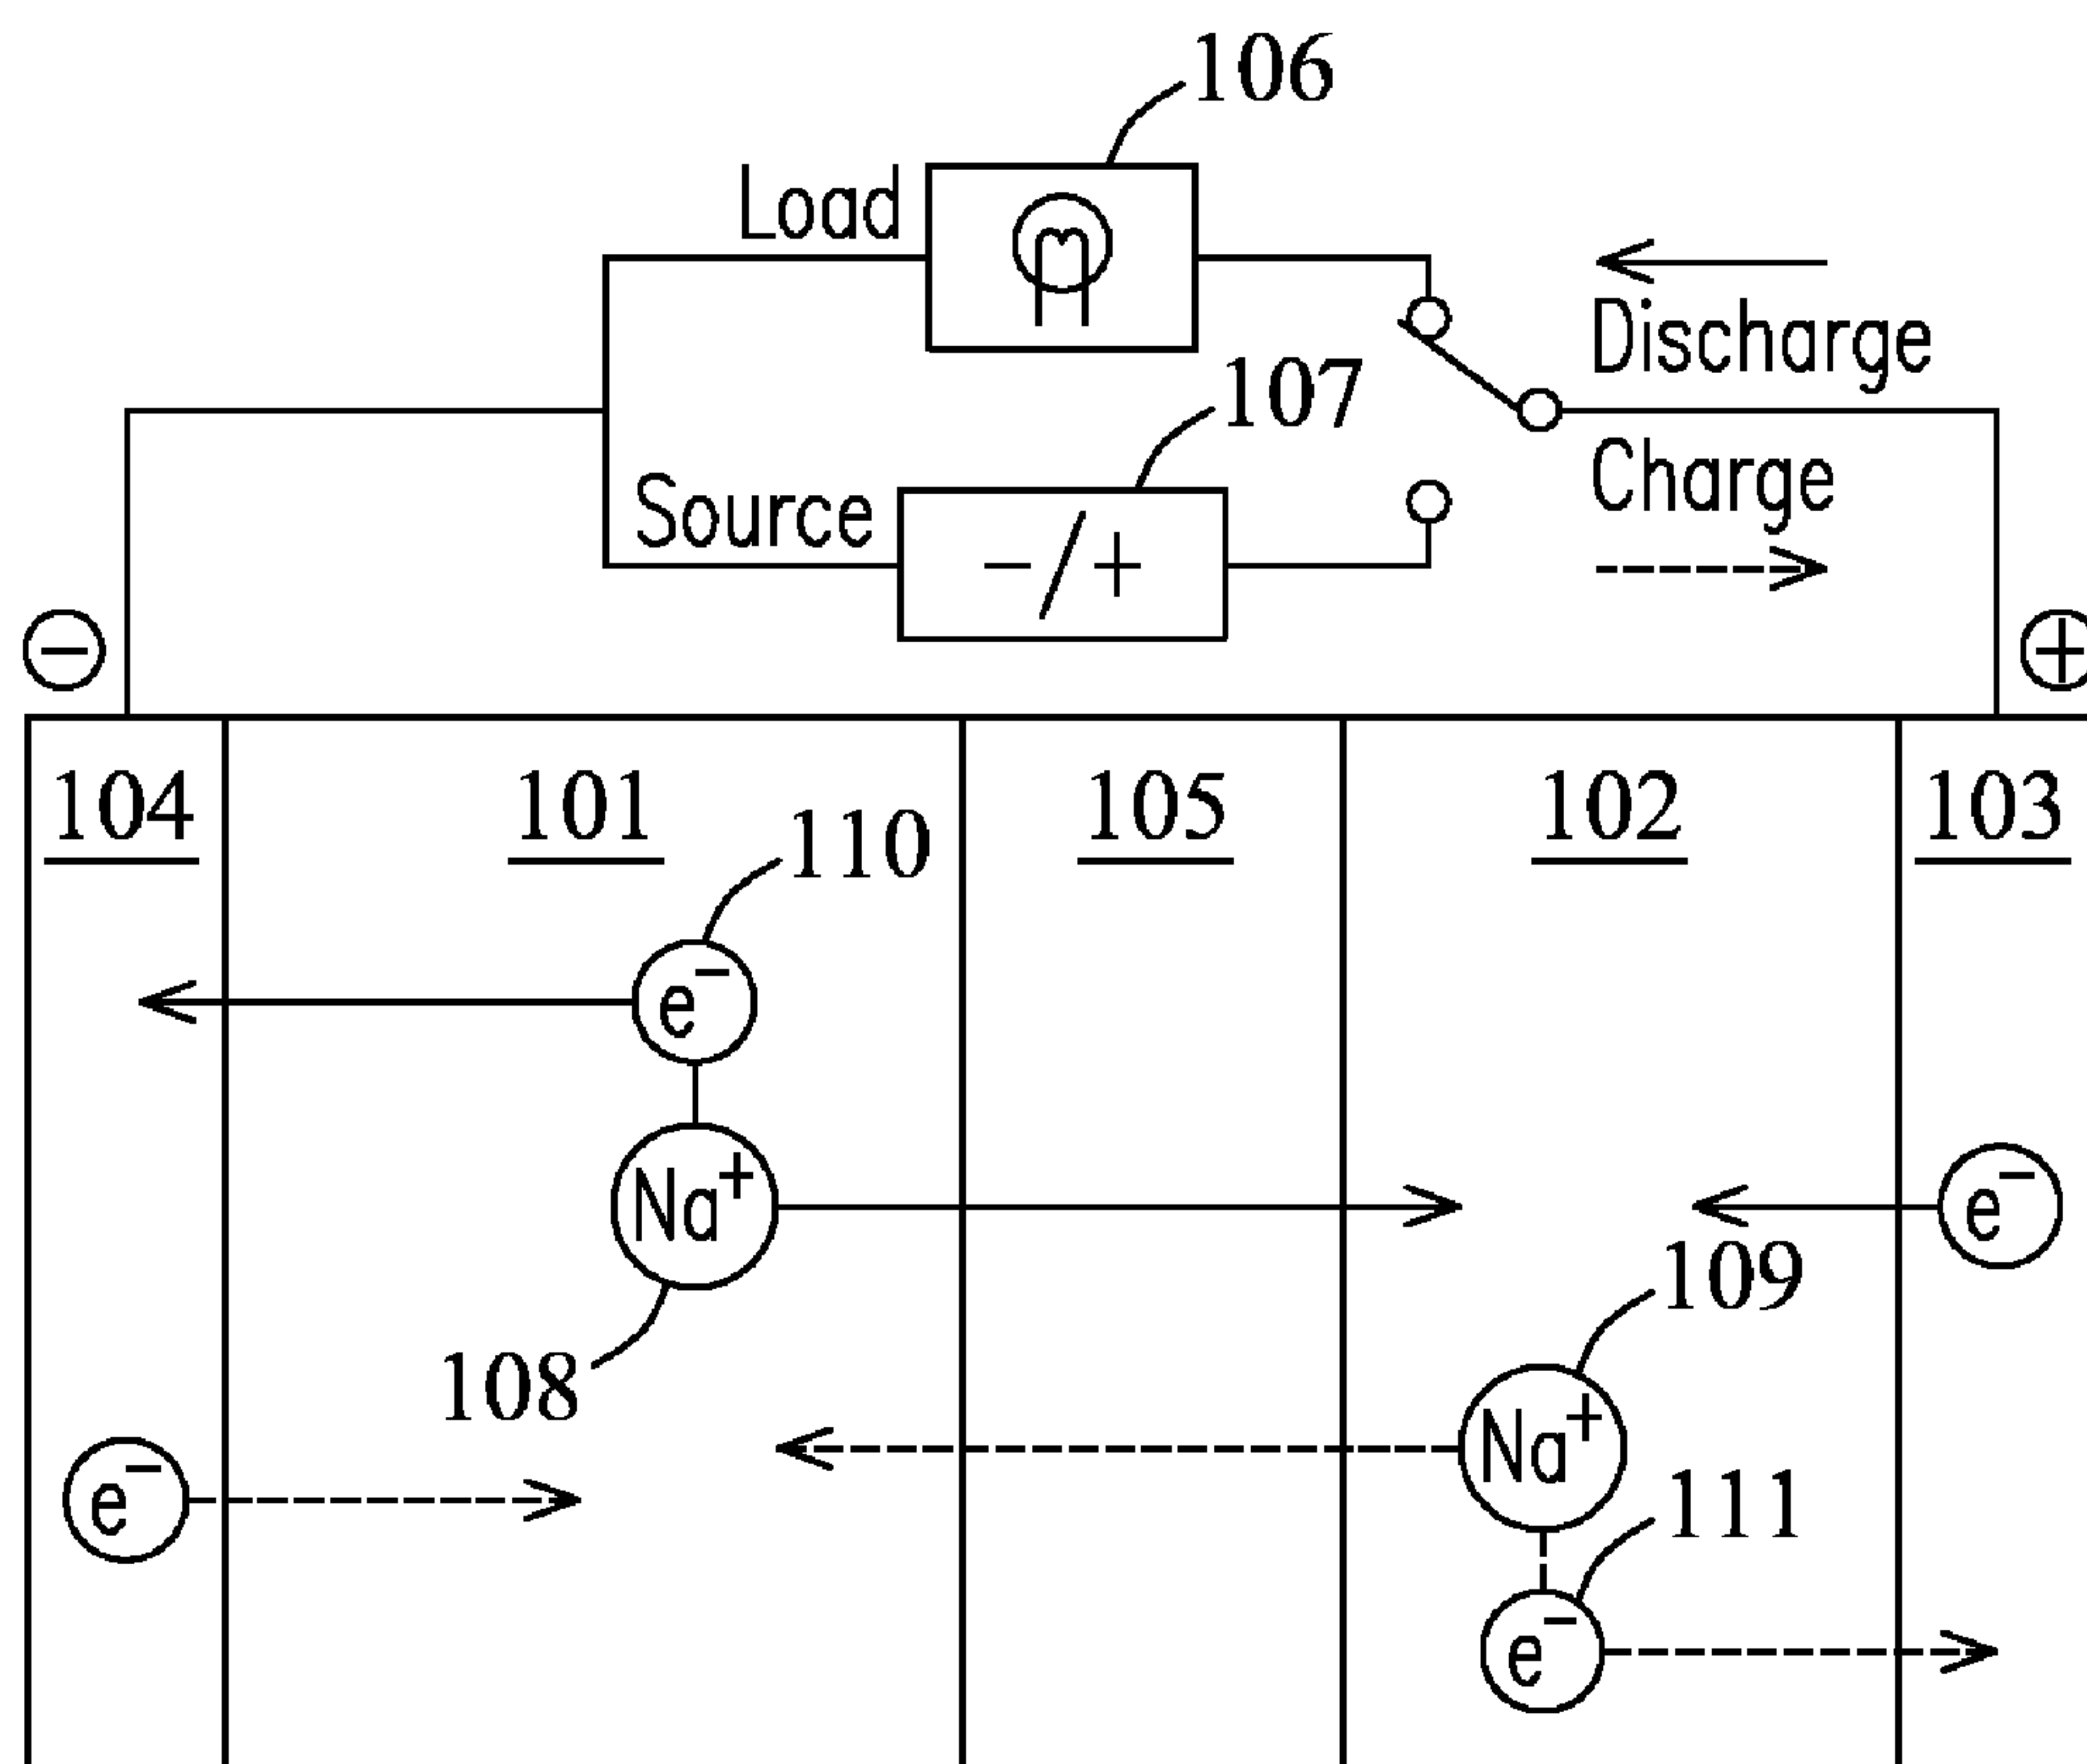 106
Load
Discharge
107
Charge
Source
-/+
−
+
104
101
105
102
103
110
e−
Na+
e−
109
108
Na+
e−
111
e−